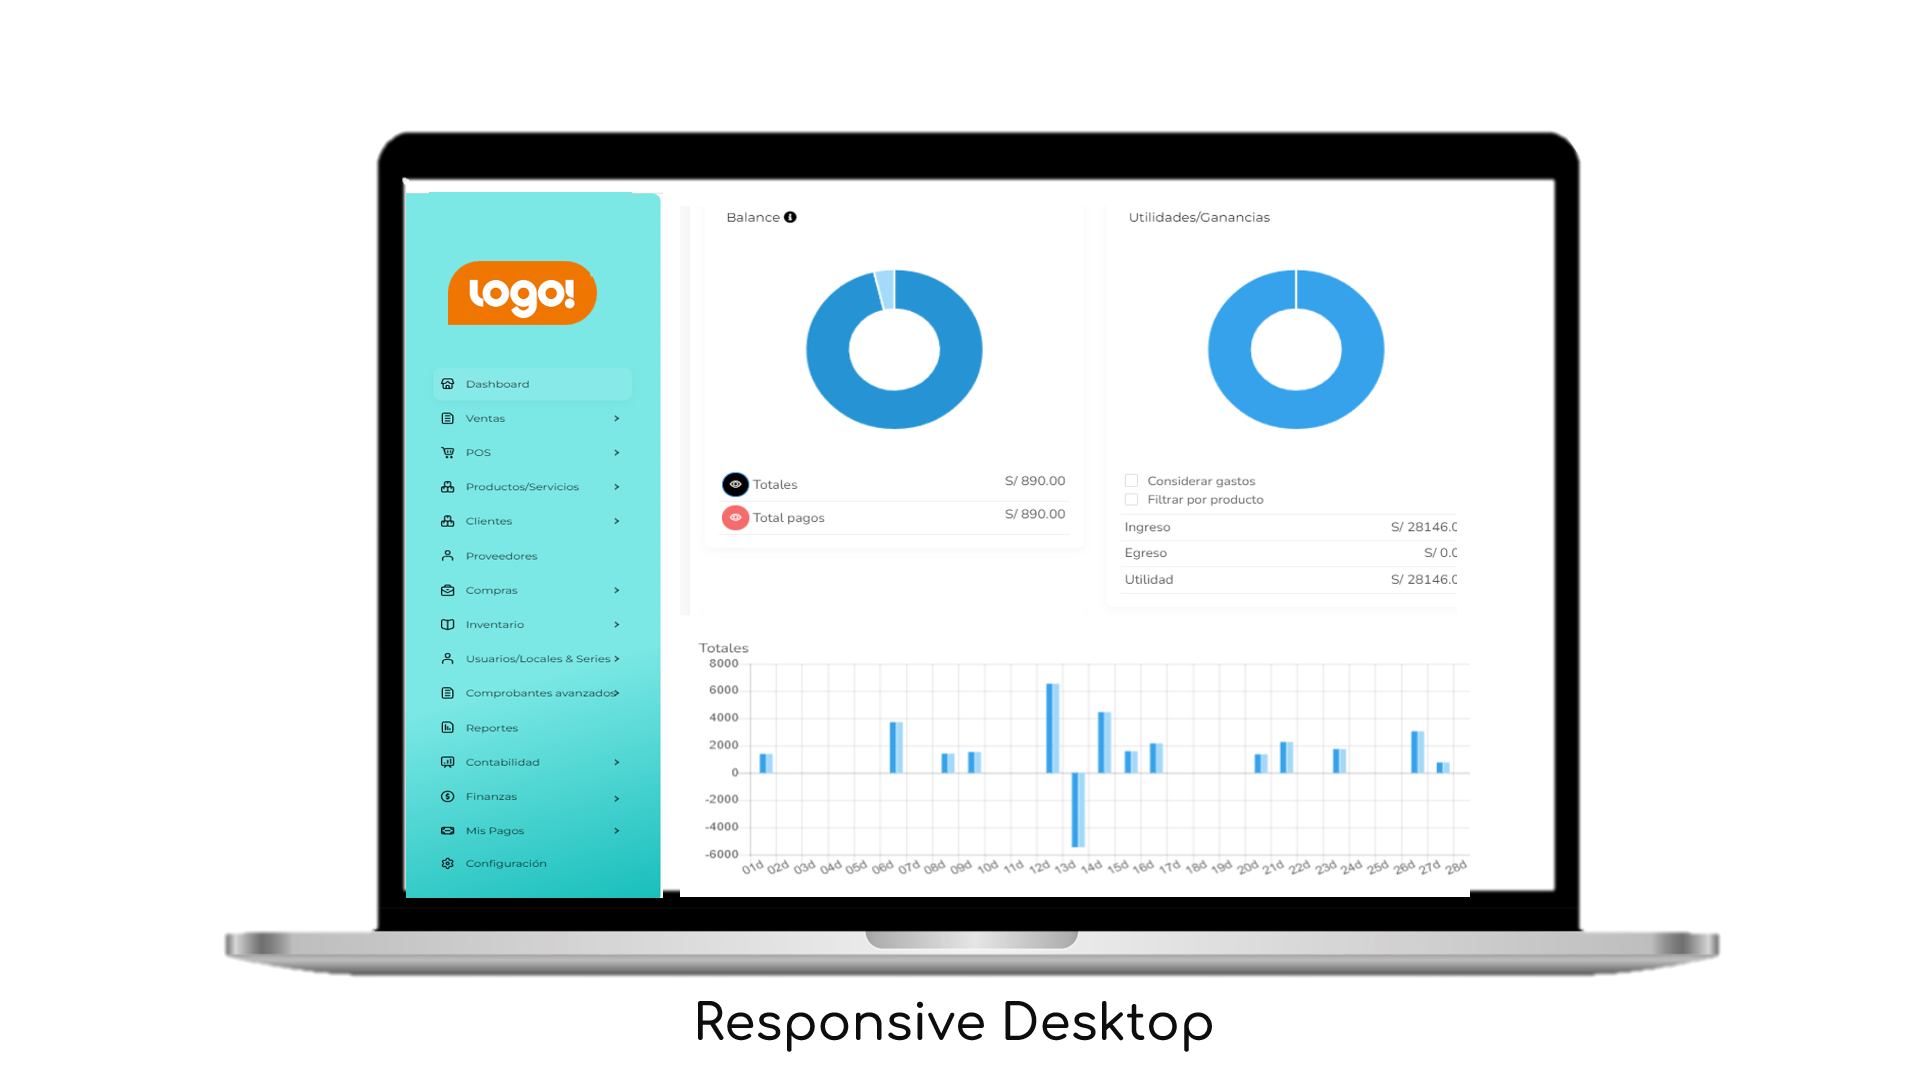 logo!
Dashboard
Ventas
POS
Productos/Servicios
Clientes
Proveedores
Compras
Inventario
Usuarios/Locales & Series
Comprobantes avanzados
Reportes
Contabilidad
Finanzas
Mis Pagos
Configuración
Balance
Totales S/ 890.00
Total pagos S/ 890.00
Utilidades/Ganancias
Considerar gastos
Filtrar por producto
Ingreso S/ 28146.0
Egreso S/ 0.0
Utilidad S/ 28146.0
Totales
8000
6000
4000
2000
0
-2000
-4000
-6000
01d 02d 03d 04d 05d 06d 07d 08d 09d 10d 11d 12d 13d 14d 15d 16d 17d 18d 19d 20d 21d 22d 23d 24d 25d 26d 27d 28d
Responsive Desktop